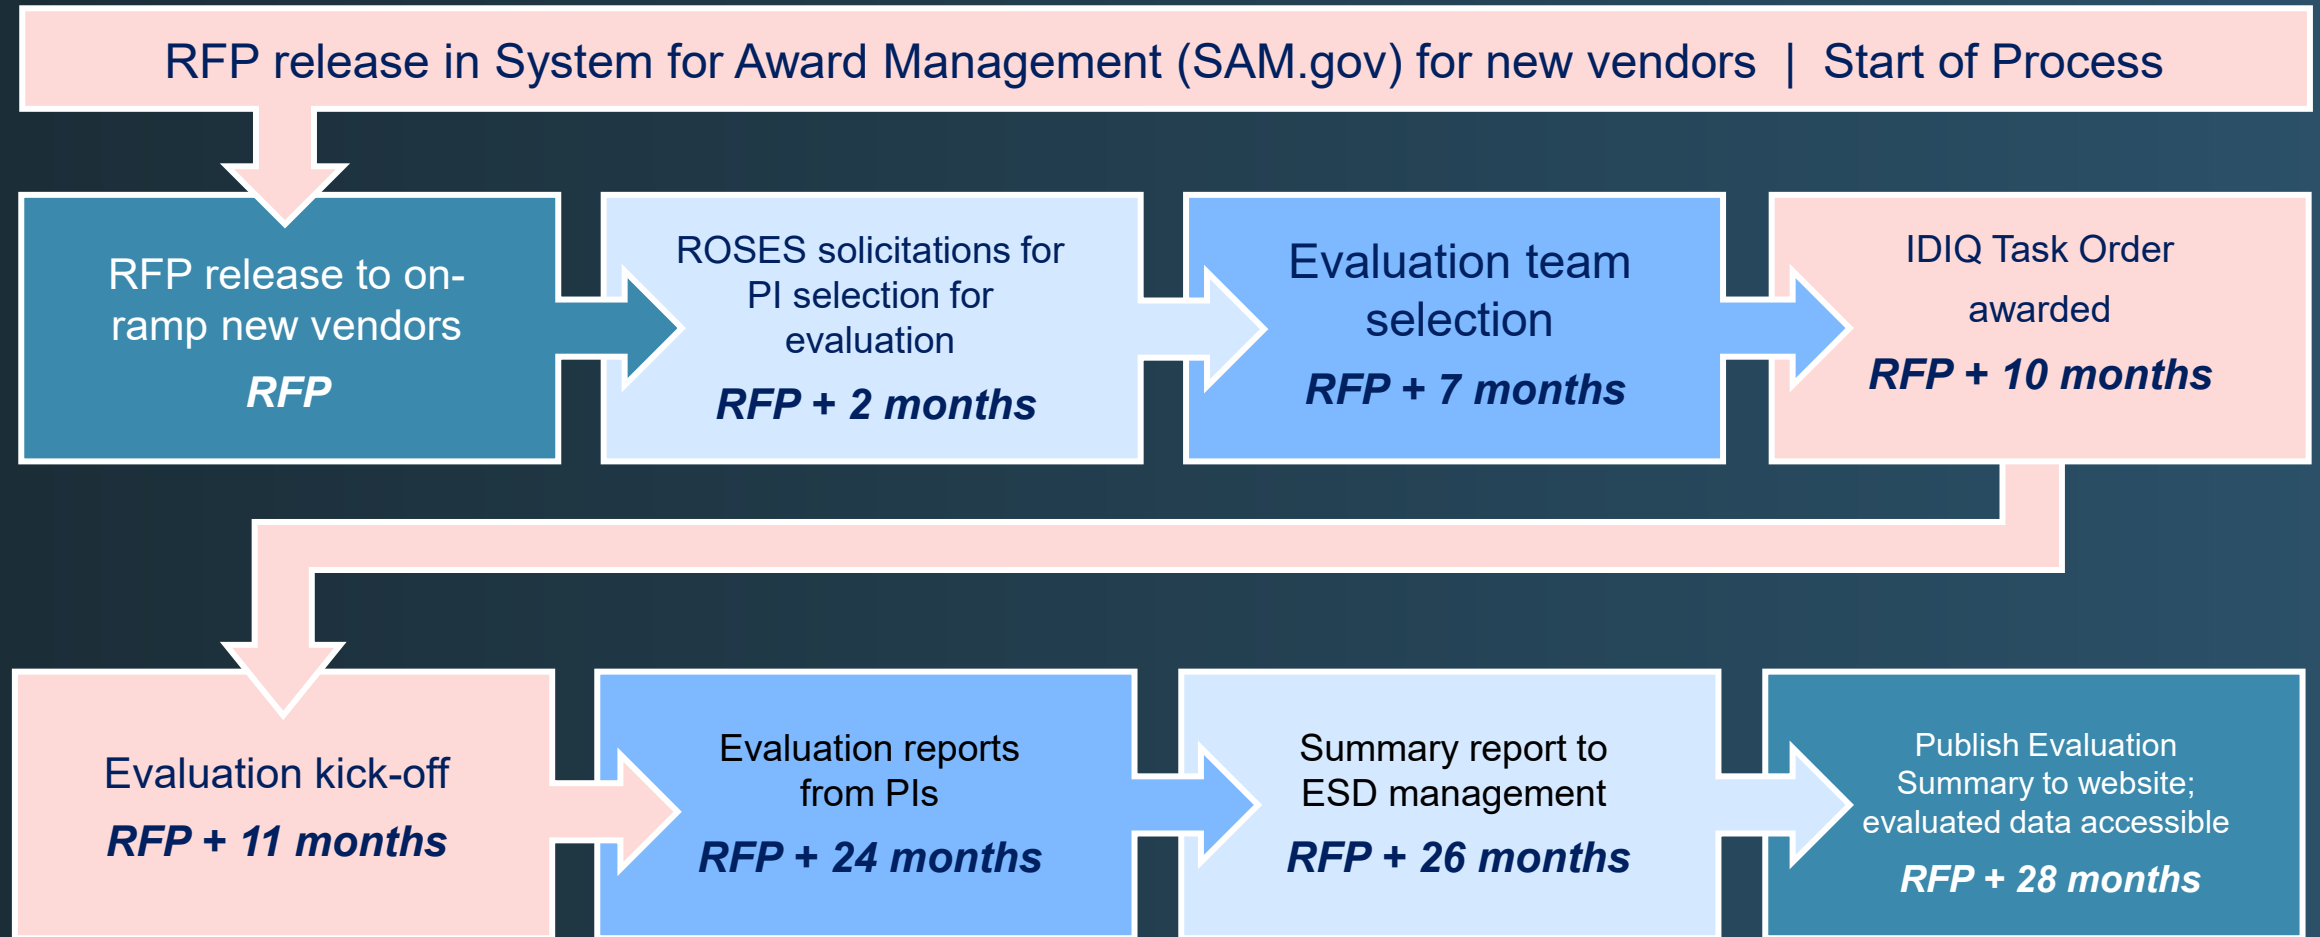 RFP release in System for Award Management (SAM.gov) for new vendors | Start of Process
RFP release to on-
ramp new vendors
RFP
ROSES solicitations for
PI selection for
evaluation
RFP + 2 months
Evaluation team
selection
RFP + 7 months
IDIQ Task Order
awarded
RFP + 10 months
Evaluation kick-off
RFP + 11 months
Evaluation reports
from PIs
RFP + 24 months
Summary report to
ESD management
RFP + 26 months
Publish Evaluation
Summary to website;
evaluated data accessible
RFP + 28 months